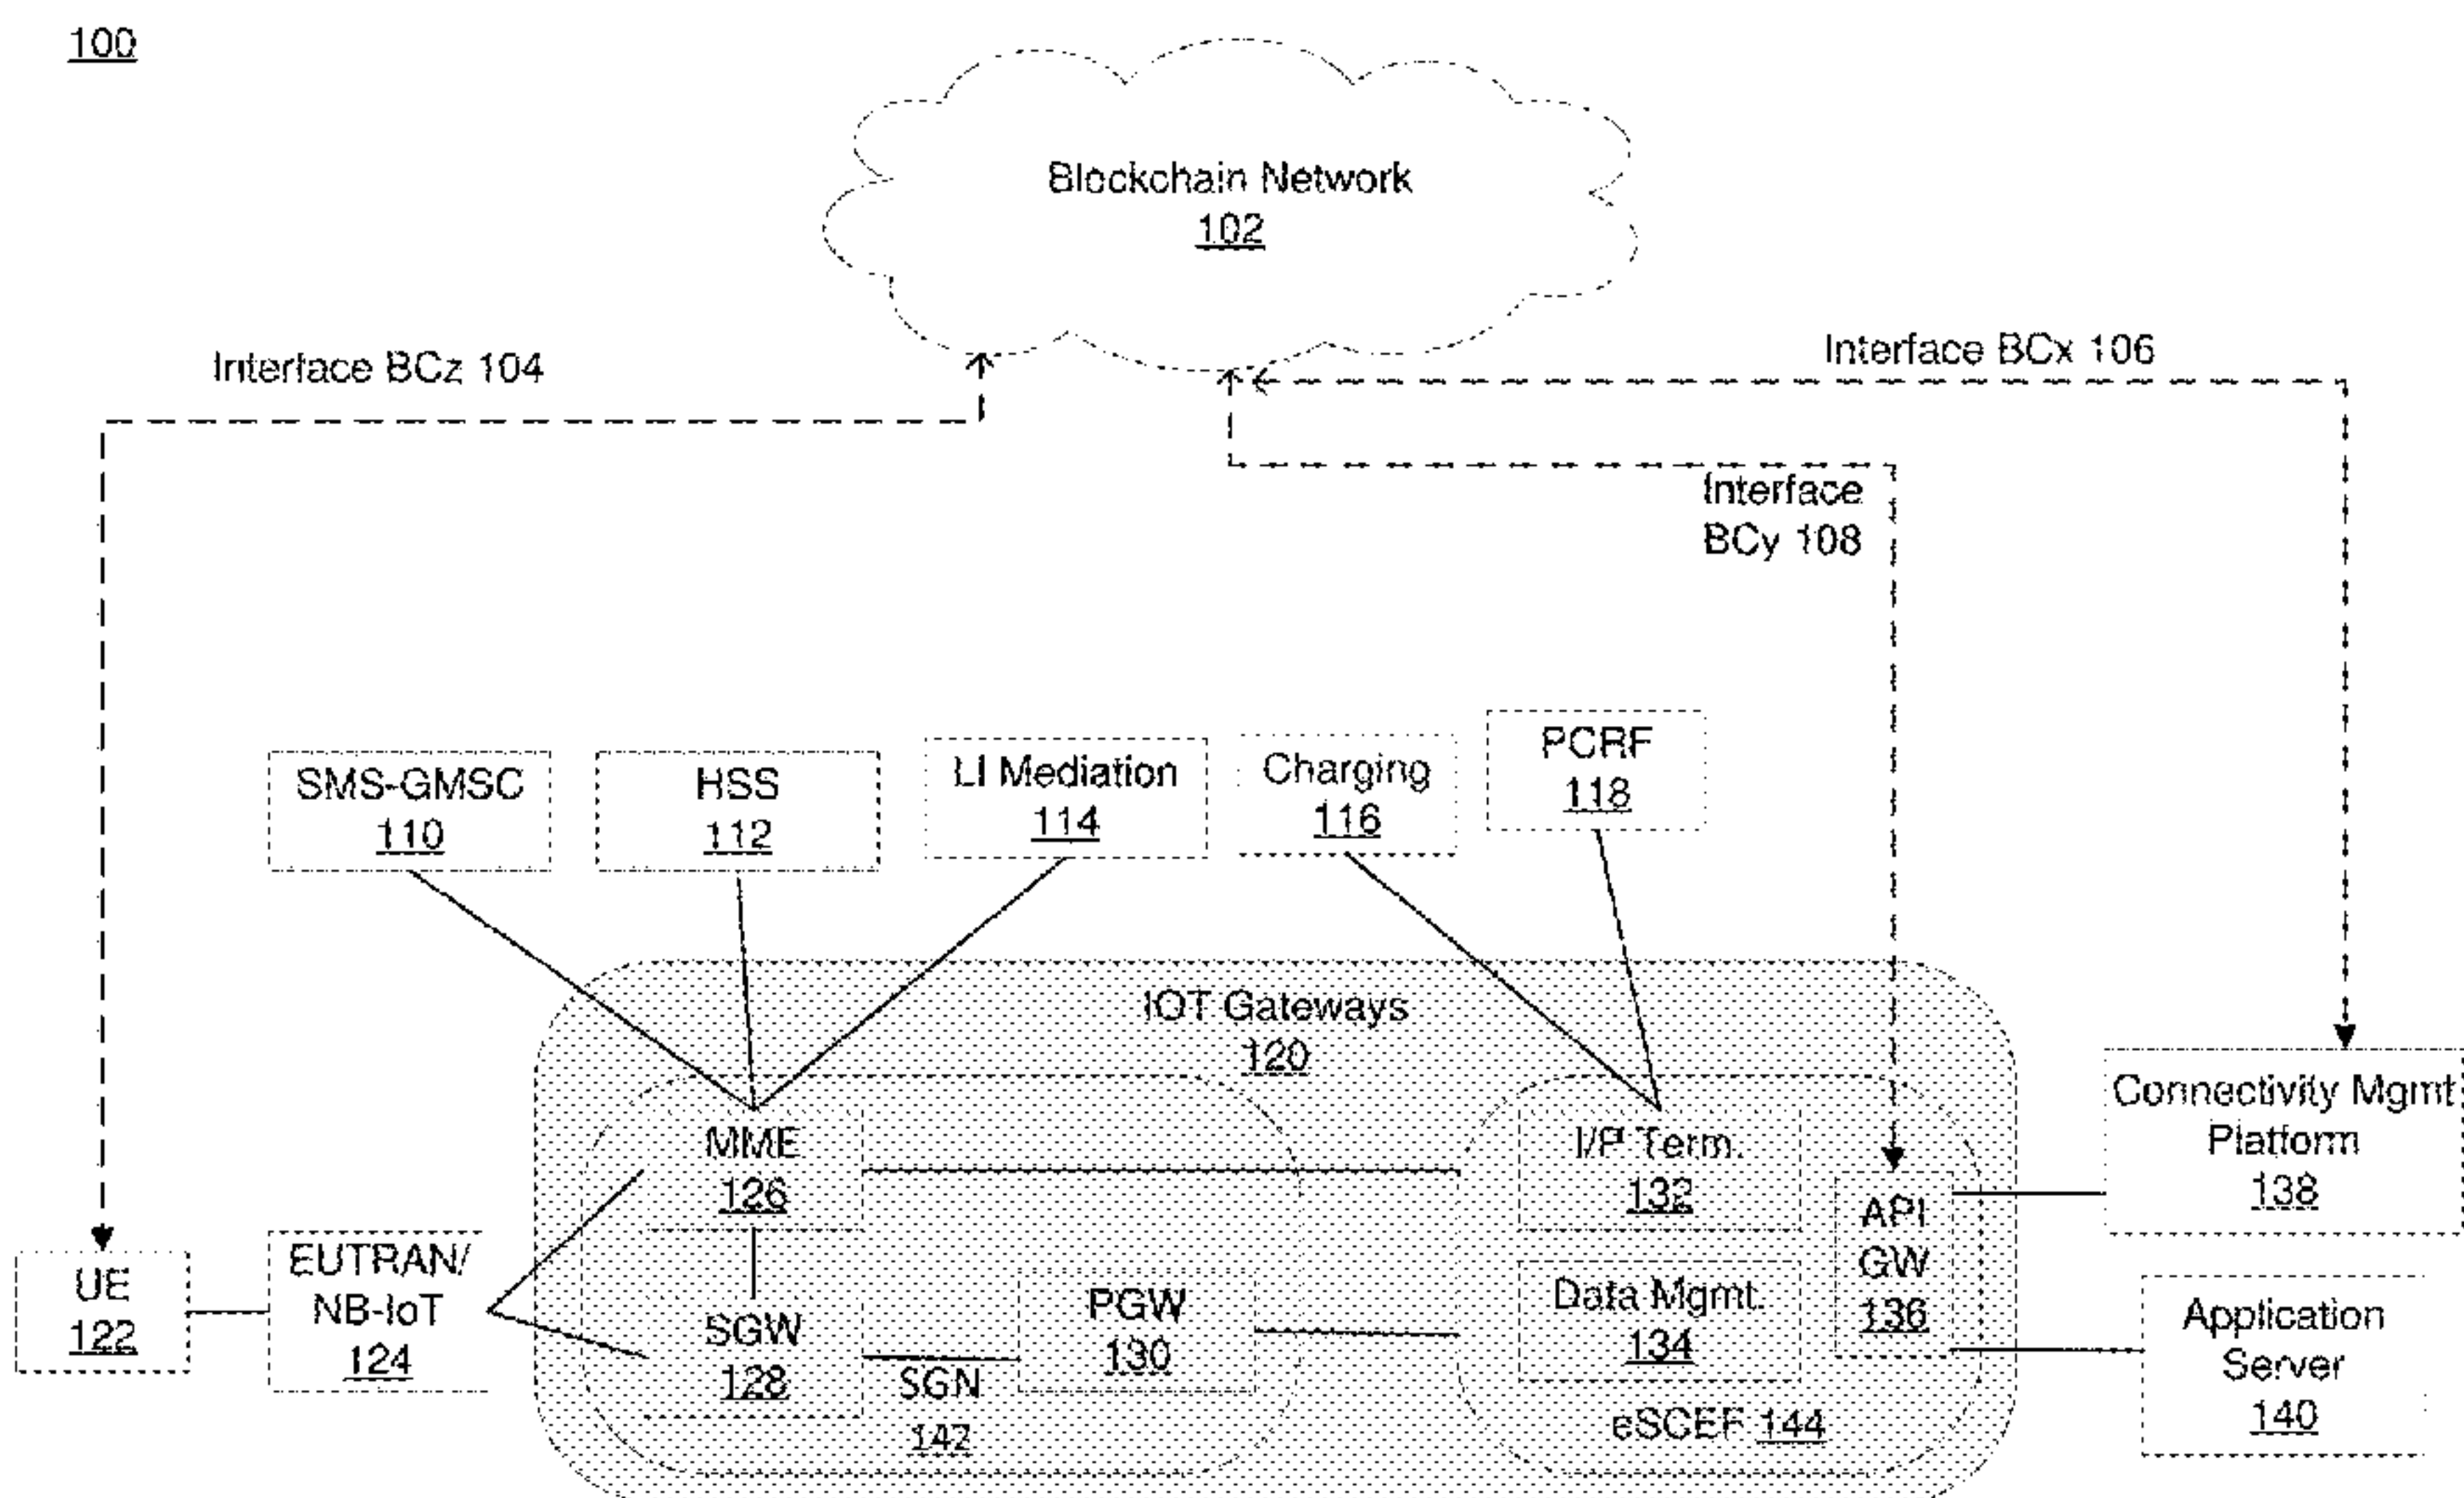 100
Blockchain Network
102
Interface BCz 104
Interface BCx 106
Interface
BCy 108
SMS-GMSC
110
HSS
112
LI Mediation
114
Charging
116
PCRF
118
IOT Gateways
120
MME
126
I/P Term.
132
Connectivity Mgmt
Platform
138
API
GW
136
UE
122
EUTRAN/
NB-IoT
124
SGW
128
SGN
142
PGW
130
Data Mgmt.
134
eSCEF 144
Application
Server
140